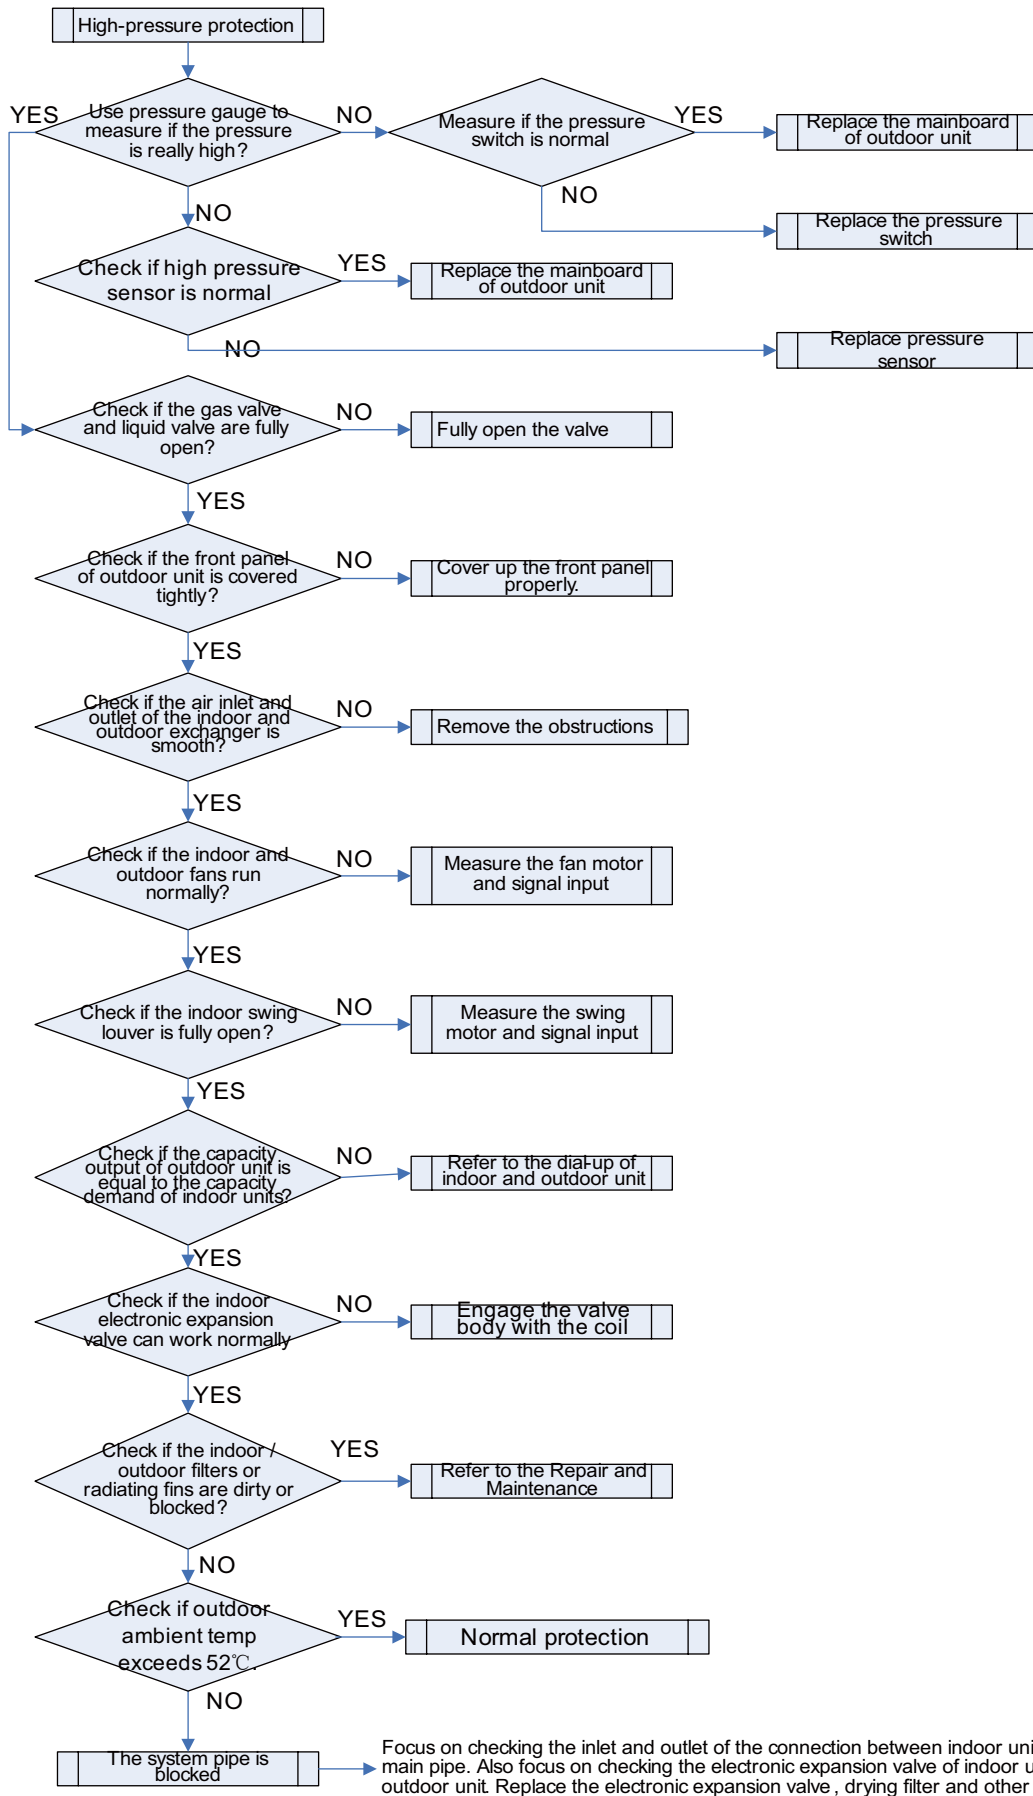 High-pressure protection
YES
Use pressure gauge to
measure if the pressure
is really high?
NO
Measure if the pressure
switch is normal
YES
Replace the mainboard
of outdoor unit
NO
Replace the pressure
switch
NO
Check if high pressure
sensor is normal
YES
Replace the mainboard
of outdoor unit
NO
Replace pressure
sensor
Check if the gas valve
and liquid valve are fully
open?
NO
Fully open the valve
YES
Check if the front panel
of outdoor unit is covered
tightly?
NO
Cover up the front panel
properly.
YES
Check if the air inlet and
outlet of the indoor and
outdoor exchanger is
smooth?
NO
Remove the obstructions
YES
Check if the indoor and
outdoor fans run
normally?
NO
Measure the fan motor
and signal input
YES
Check if the indoor swing
louver is fully open?
NO
Measure the swing
motor and signal input
YES
Check if the capacity
output of outdoor unit is
equal to the capacity
demand of indoor units?
NO
Refer to the dial-up of
indoor and outdoor unit
YES
Check if the indoor
electronic expansion
valve can work normally
NO
Engage the valve
body with the coil
YES
Check if the indoor /
outdoor filters or
radiating fins are dirty or
blocked?
YES
Refer to the Repair and
Maintenance
NO
Check if outdoor
ambient temp
exceeds 52℃.
YES
Normal protection
NO
The system pipe is
blocked
Focus on checking the inlet and outlet of the connection between indoor
main pipe. Also focus on checking the electronic expansion valve of indoor
outdoor unit. Replace the electronic expansion valve, drying filter and other